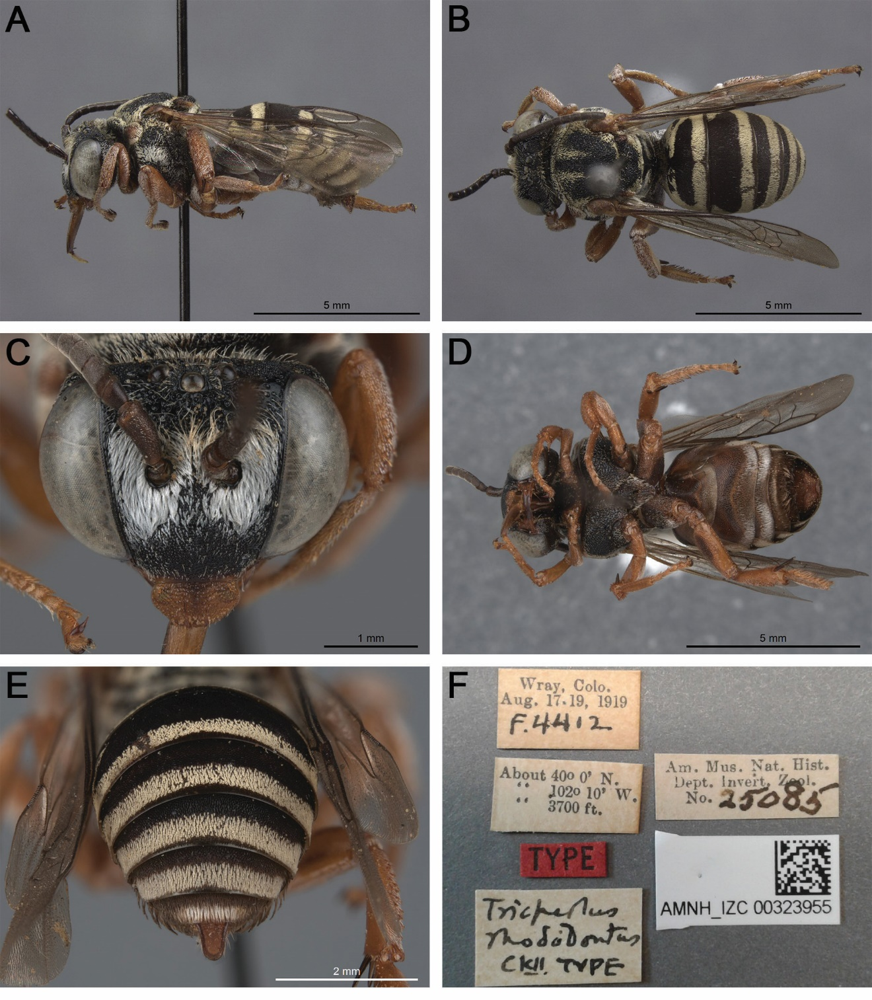 A
5 mm
B
5 mm
C
1 mm
D
5 mm
E
2 mm
F
Wray, Colo.
Aug. 17-19, 1919
F.4412
About 40o 0' N.
“ 102o 10' W.
“ 3700 ft.
TYPE
rhododontus
Ckll. TYPE
Am. Mus. Nat. Hist.
Dept. Invert. Zool.
No. 25085
AMNH_IZC 00323955